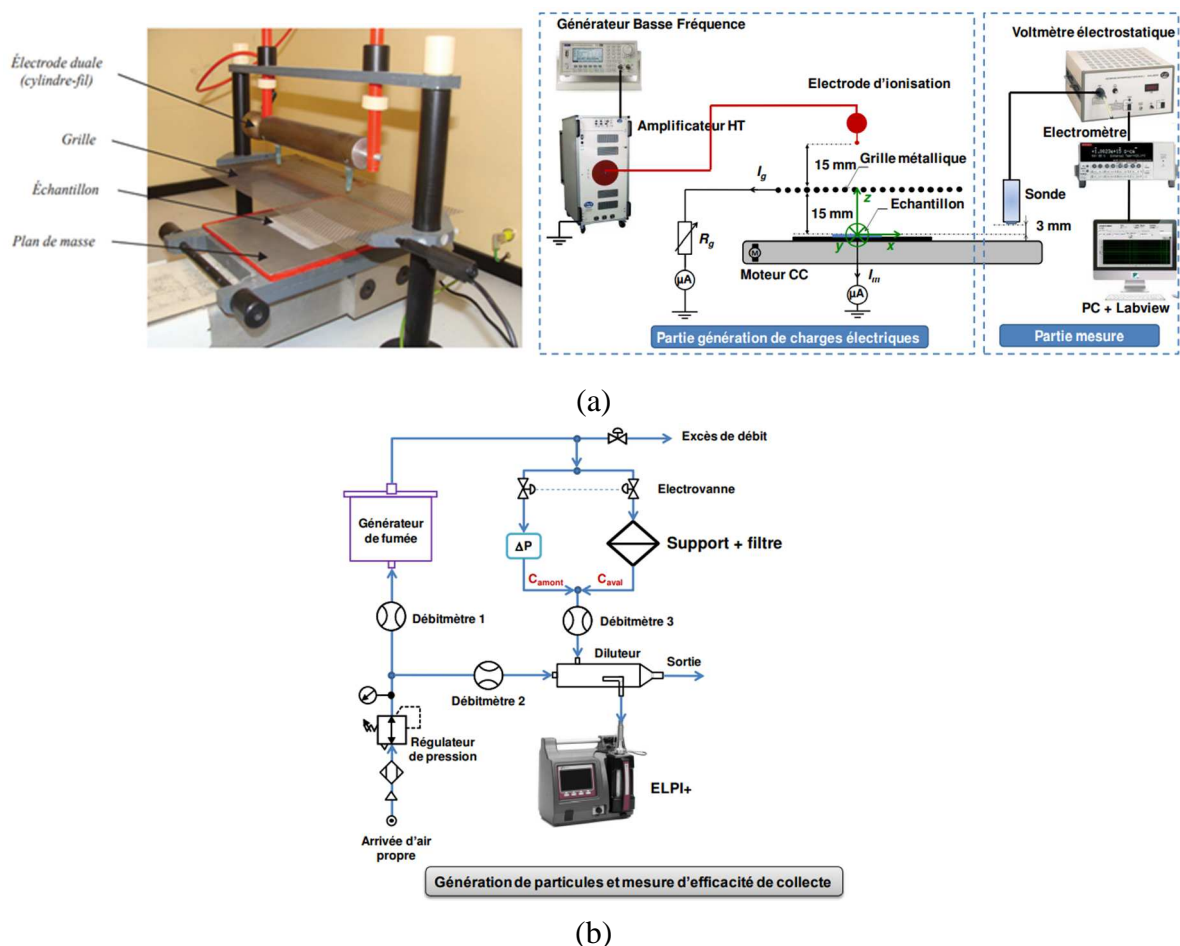 Électrode duale
(cylindre-fil)
Grille
Échantillon
Plan de masse
Générateur Basse Fréquence
Amplificateur HT
Electrode d'ionisation
15 mm
Grille métallique
I_g
15 mm
z
Echantillon
R_g
y
x
M
Moteur CC
I_m
µA
µA
Partie génération de charges électriques
Voltmètre électrostatique
Electromètre
Sonde
3 mm
PC + Labview
Partie mesure
(a)
Excès de débit
Electrovanne
Générateur
de fumée
ΔP
Support + filtre
C_amont
C_aval
Débitmètre 1
Débitmètre 3
Diluteur
Sortie
Débitmètre 2
Régulateur
de pression
ELPI+
Arrivée d'air
propre
Génération de particules et mesure d'efficacité de collecte
(b)